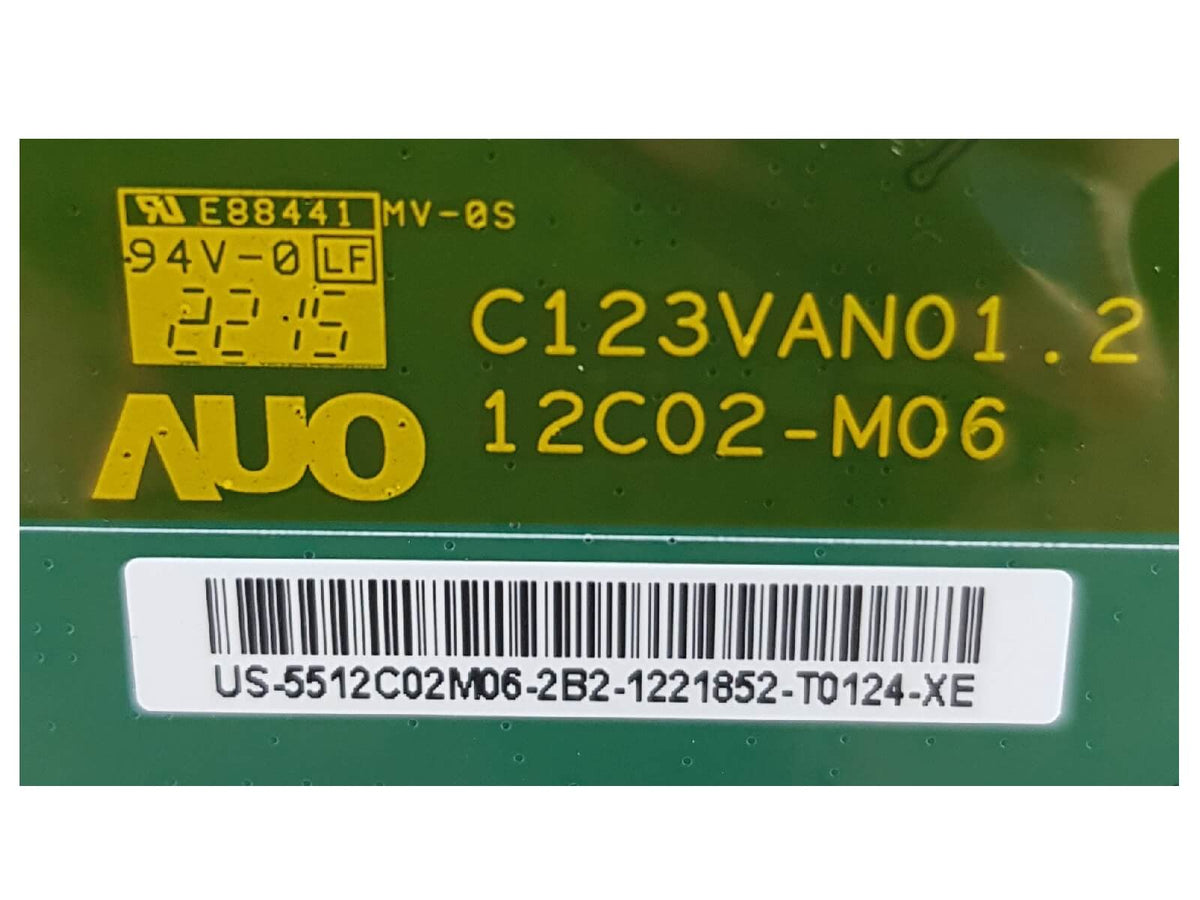 E88441 MV-0S
94V-0 LF
2215
C123VAN01.2
AUO 12C02-M06
US-5512C02M06-2B2-1221852-T0124-XE